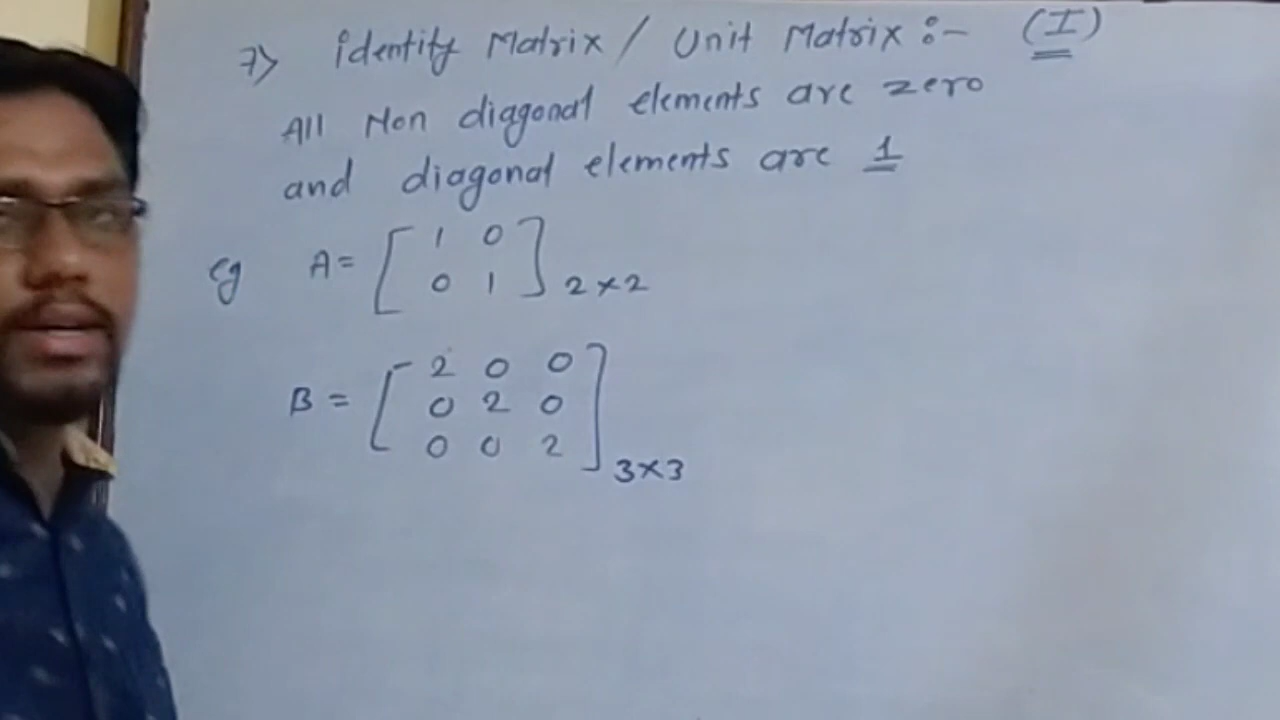 7> identity Matrix / Unit Matrix :- (I)
All Non diagonal elements are zero
and diagonal elements are 1
eg A = [ 1 0
0 1 ] 2×2
B = [ 2 0 0
0 2 0
0 0 2 ] 3×3